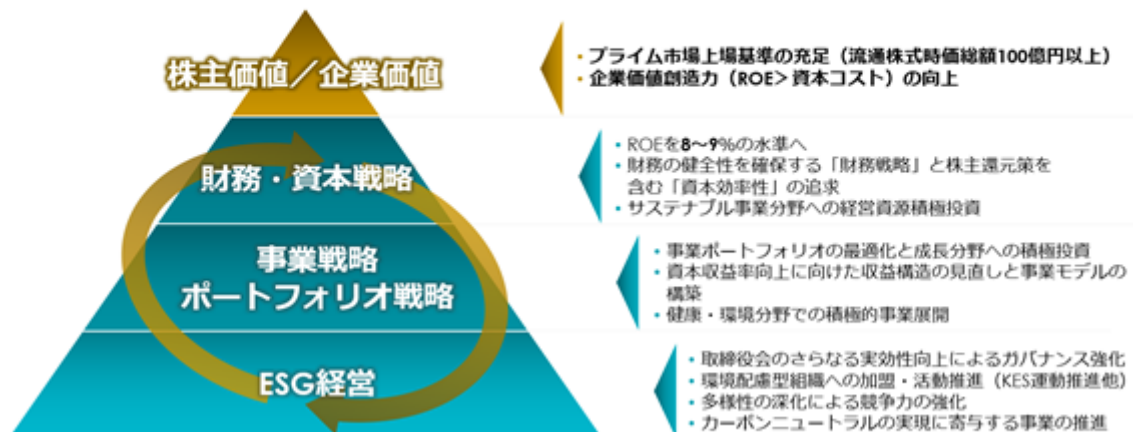 株主価値／企業価値
・プライム市場上場基準の充足（流通株式時価総額100億円以上）
・企業価値創造力（ROE＞資本コスト）の向上
財務・資本戦略
• ROEを8～9％の水準へ
• 財務の健全性を確保する「財務戦略」と株主還元策を
含む「資本効率性」の追求
• サステナブル事業分野への経営資源積極投資
事業戦略
ポートフォリオ戦略
• 事業ポートフォリオの最適化と成長分野への積極投資
• 資本収益率向上に向けた収益構造の見直しと事業モデルの
構築
• 健康・環境分野での積極的事業展開
ESG経営
• 取締役会のさらなる実効性向上によるガバナンス強化
• 環境配慮型組織への加盟・活動推進（KES運動推進他）
• 多様性の深化による競争力の強化
• カーボンニュートラルの実現に寄与する事業の推進